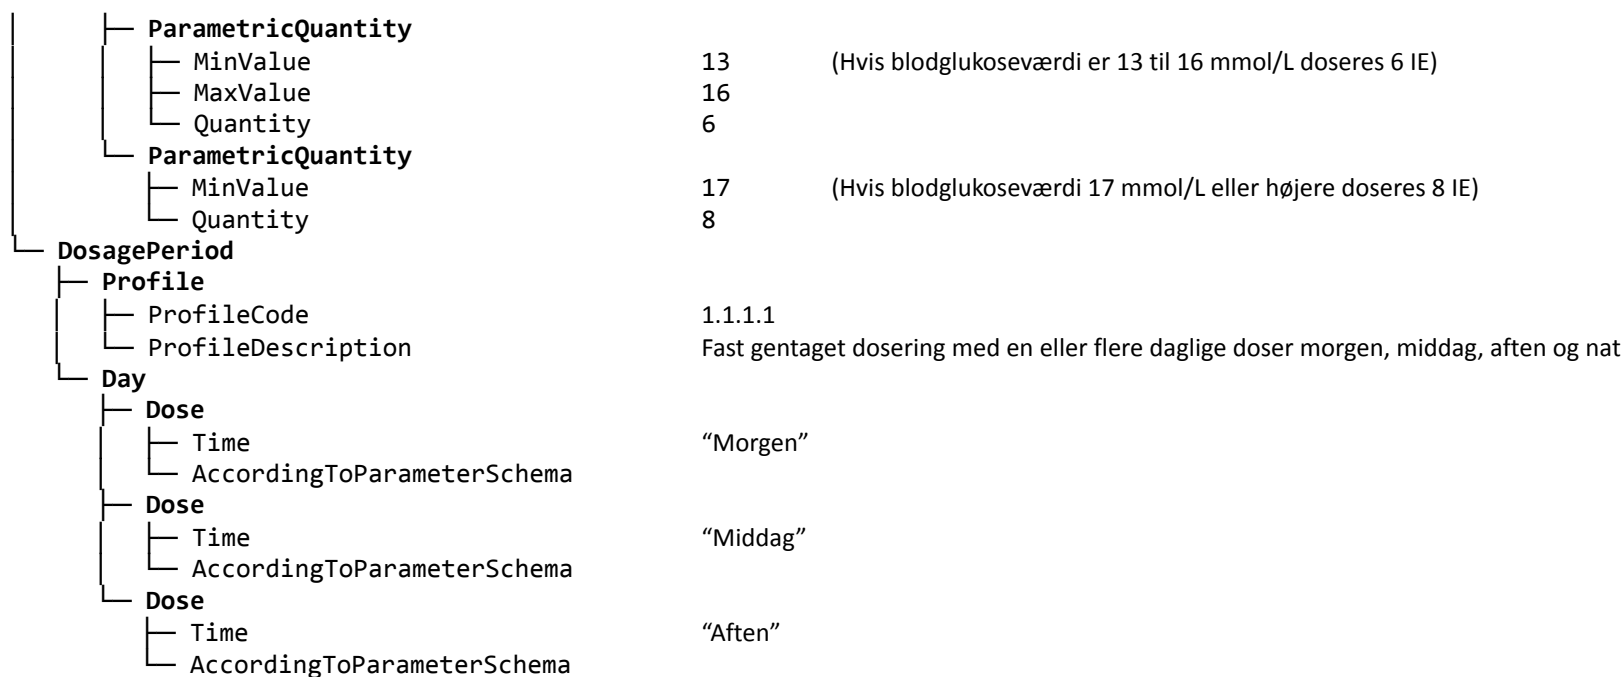 ParametricQuantity
MinValue 13 (Hvis blodglukoseværdi er 13 til 16 mmol/L doseres 6 IE)
MaxValue 16
Quantity 6
ParametricQuantity
MinValue 17 (Hvis blodglukoseværdi 17 mmol/L eller højere doseres 8 IE)
Quantity 8
DosagePeriod
Profile
ProfileCode 1.1.1.1
ProfileDescription Fast gentaget dosering med en eller flere daglige doser morgen, middag, aften og nat
Day
Dose
Time “Morgen”
AccordingToParameterSchema
Dose
Time “Middag”
AccordingToParameterSchema
Dose
Time “Aften”
AccordingToParameterSchema